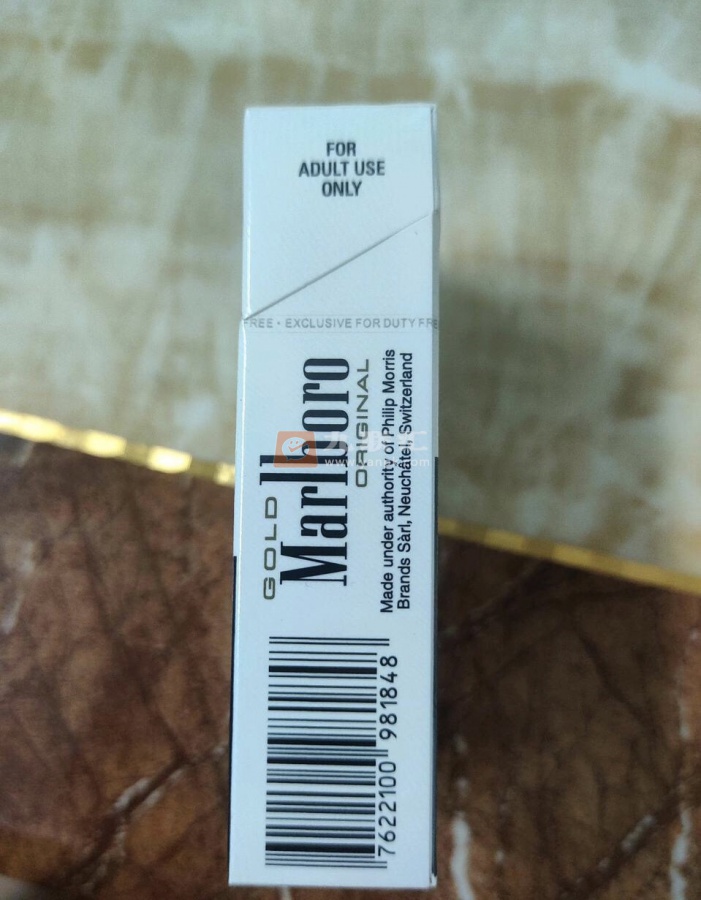 FOR
ADULT USE
ONLY
FREE • EXCLUSIVE FOR DUTY FRE
GOLD
Marlboro
ORIGINAL
Made under authority of Philip Morris
Brands Sàrl, Neuchâtel, Switzerland
7622100 981848